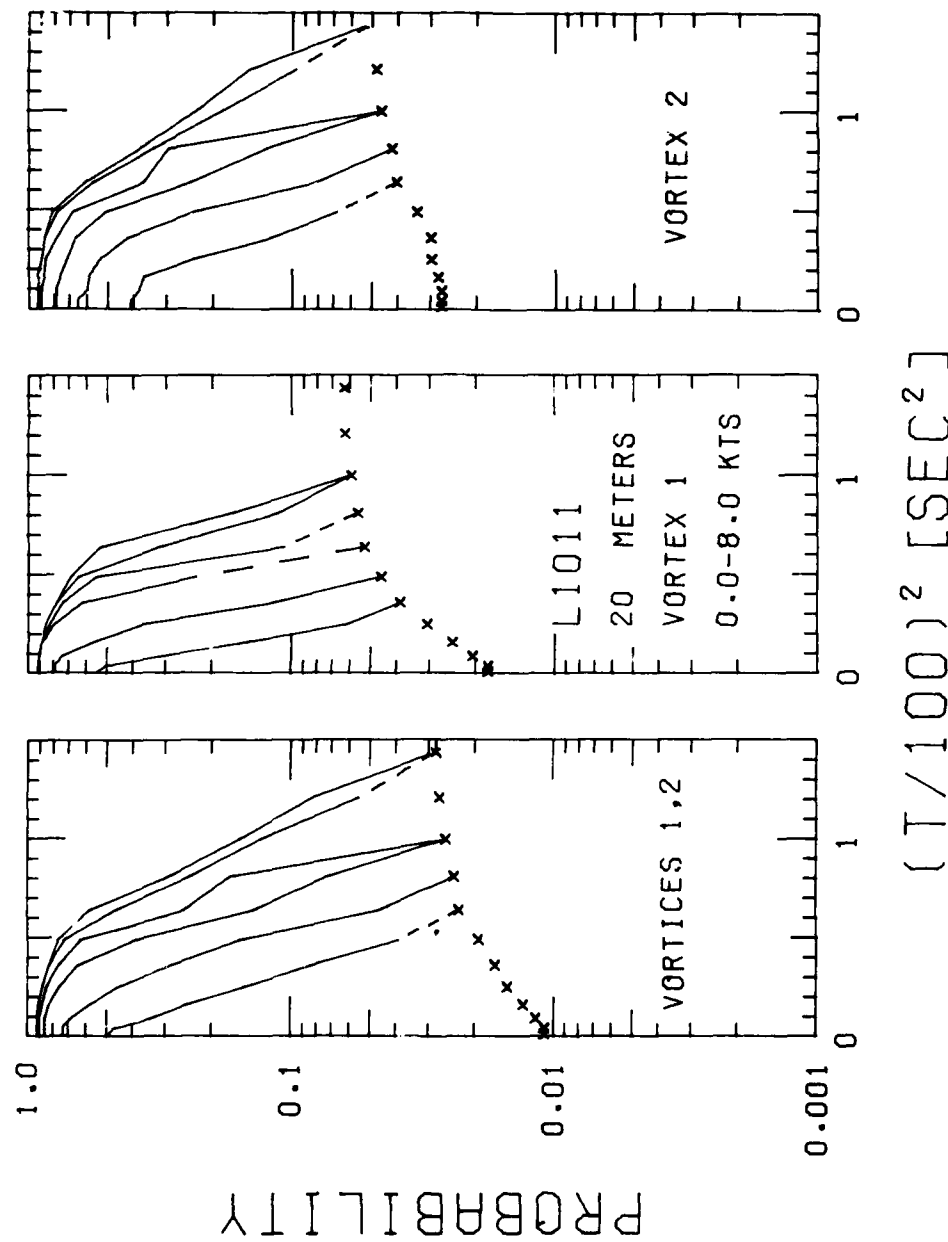 PROBABILITY
1.0
0.1
0.01
0.001
VORTICES 1,2
0
1
L1011
20 METERS
VORTEX 1
0.0-8.0 KTS
0
1
VORTEX 2
0
1
(T/100)² [SEC²]